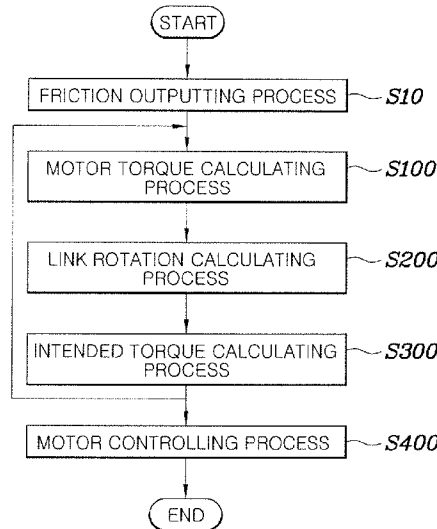 START
FRICTION OUTPUTTING PROCESS S10
MOTOR TORQUE CALCULATING
PROCESS S100
LINK ROTATION CALCULATING
PROCESS S200
INTENDED TORQUE CALCULATING
PROCESS S300
MOTOR CONTROLLING PROCESS S400
END